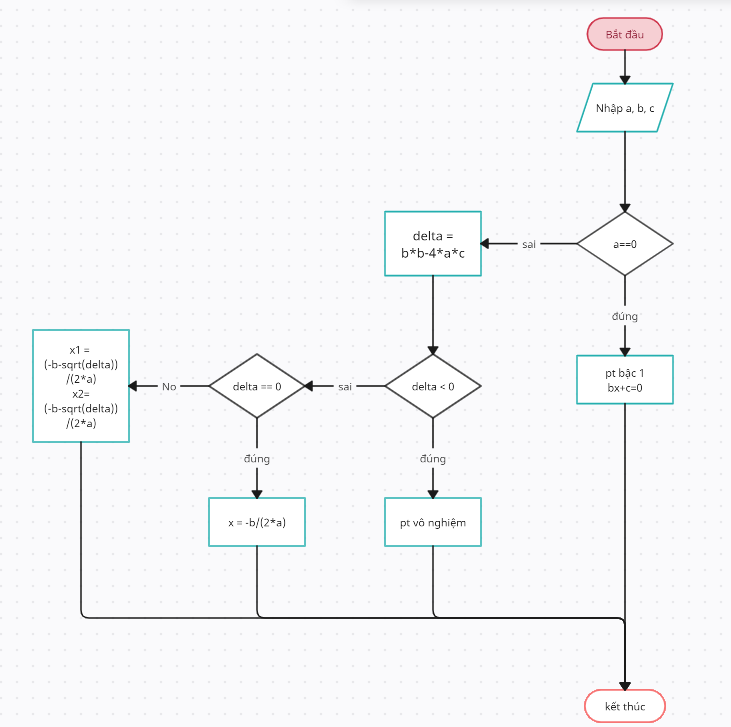 Bắt đầu
Nhập a, b, c
a==0
sai
delta =
b*b-4*a*c
đúng
pt bậc 1
bx+c=0
delta < 0
sai
delta == 0
No
x1 =
(-b-sqrt(delta))
/(2*a)
x2=
(-b-sqrt(delta))
/(2*a)
đúng
đúng
x = -b/(2*a)
pt vô nghiệm
kết thúc